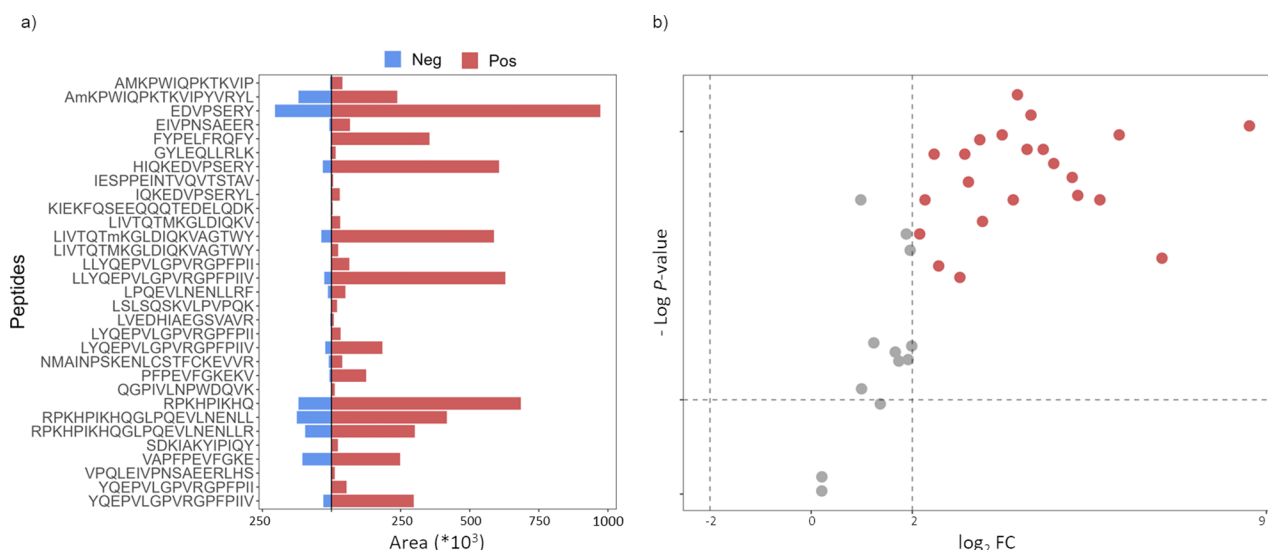 a)
Neg Pos
Peptides
AMKPWIQPKTKVIP
AmKPWIQPKTKVIPYVRYL
EDVPSERY
EIVPNSAEER
FYPELFRQFY
GYLEQLLRLK
HIQKEDVPSERY
IESPPEINTVQVTSTAV
IQKEDVPSERYL
KIEKFQSEEQQQTEDELQDK
LIVTQTMKGLDIQKV
LIVTQTmKGLDIQKVAGTWY
LIVTQTMKGLDIQKVAGTWY
LLYQEPVLGPVRGPFPII
LLYQEPVLGPVRGPFPIIV
LPQEVLNENLLRF
LSLSQSKVLPVPQK
LVEDHIAEGSVAVR
LYQEPVLGPVRGPFPII
LYQEPVLGPVRGPFPIIV
NMAINPSKENLCSTFCKEVVR
PFPEVFGKEKV
QGPIVLNPWDQVK
RPKHPIKHQ
RPKHPIKHQGLPQEVLNENLL
RPKHPIKHQGLPQEVLNENLLR
SDKIAKYIPIQY
VAPFPEVFGKE
VPQLEIVPNSAEERLHS
YQEPVLGPVRGPFPII
YQEPVLGPVRGPFPIIV
250 250 500 750 1000
Area (*10³)
b)
- Log P-value
-2 0 2 9
log₂ FC